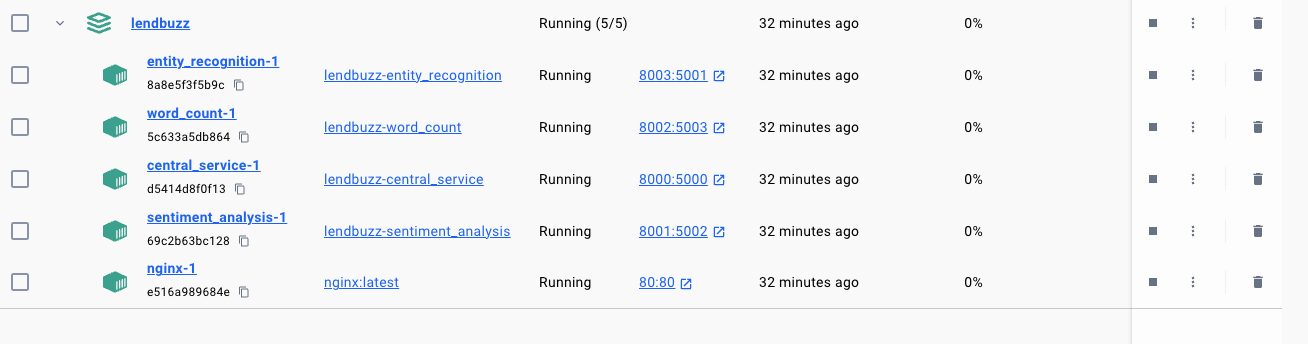 lendbuzz Running (5/5) 32 minutes ago 0%
entity_recognition-1
8a8e5f3f5b9c
lendbuzz-entity_recognition Running 8003:5001 32 minutes ago 0%
word_count-1
5c633a5db864
lendbuzz-word_count Running 8002:5003 32 minutes ago 0%
central_service-1
d5414d8f0f13
lendbuzz-central_service Running 8000:5000 32 minutes ago 0%
sentiment_analysis-1
69c2b63bc128
lendbuzz-sentiment_analysis Running 8001:5002 32 minutes ago 0%
nginx-1
e516a989684e
nginx:latest Running 80:80 32 minutes ago 0%